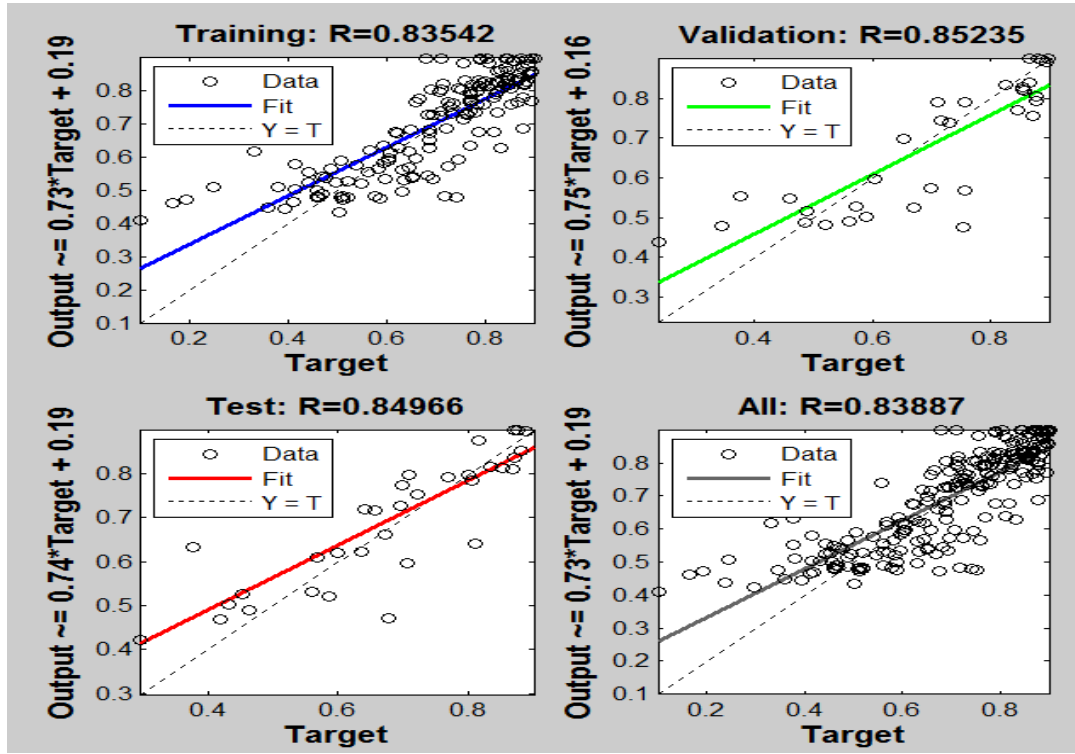 Training: R=0.83542
Output ~= 0.73*Target + 0.19
Data
Fit
Y = T
0.8
0.7
0.6
0.5
0.4
0.3
0.2
0.1
0.2
0.4
0.6
0.8
Target
Validation: R=0.85235
Output ~= 0.75*Target + 0.16
Data
Fit
Y = T
0.8
0.7
0.6
0.5
0.4
0.3
0.4
0.6
0.8
Target
Test: R=0.84966
Output ~= 0.74*Target + 0.19
Data
Fit
Y = T
0.8
0.7
0.6
0.5
0.4
0.3
0.4
0.6
0.8
Target
All: R=0.83887
Output ~= 0.73*Target + 0.19
Data
Fit
Y = T
0.8
0.7
0.6
0.5
0.4
0.3
0.2
0.1
0.2
0.4
0.6
0.8
Target